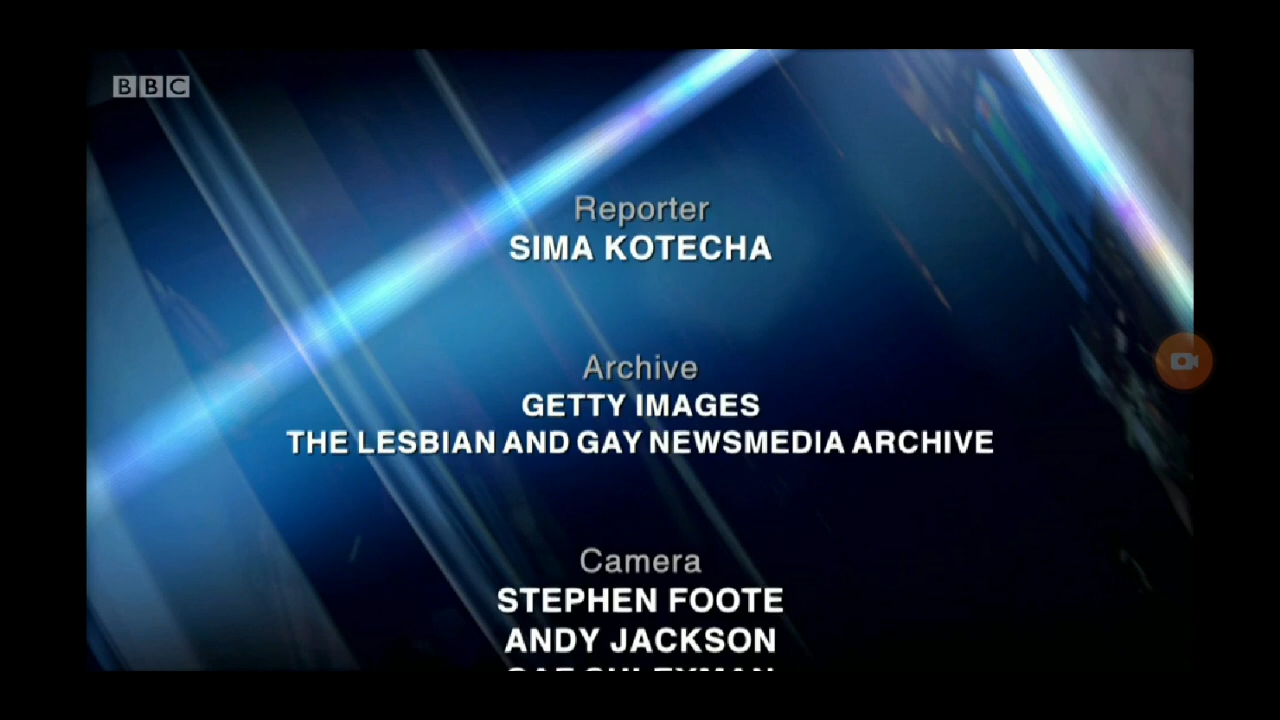 BBC
Reporter
SIMA KOTECHA
Archive
GETTY IMAGES
THE LESBIAN AND GAY NEWSMEDIA ARCHIVE
Camera
STEPHEN FOOTE
ANDY JACKSON